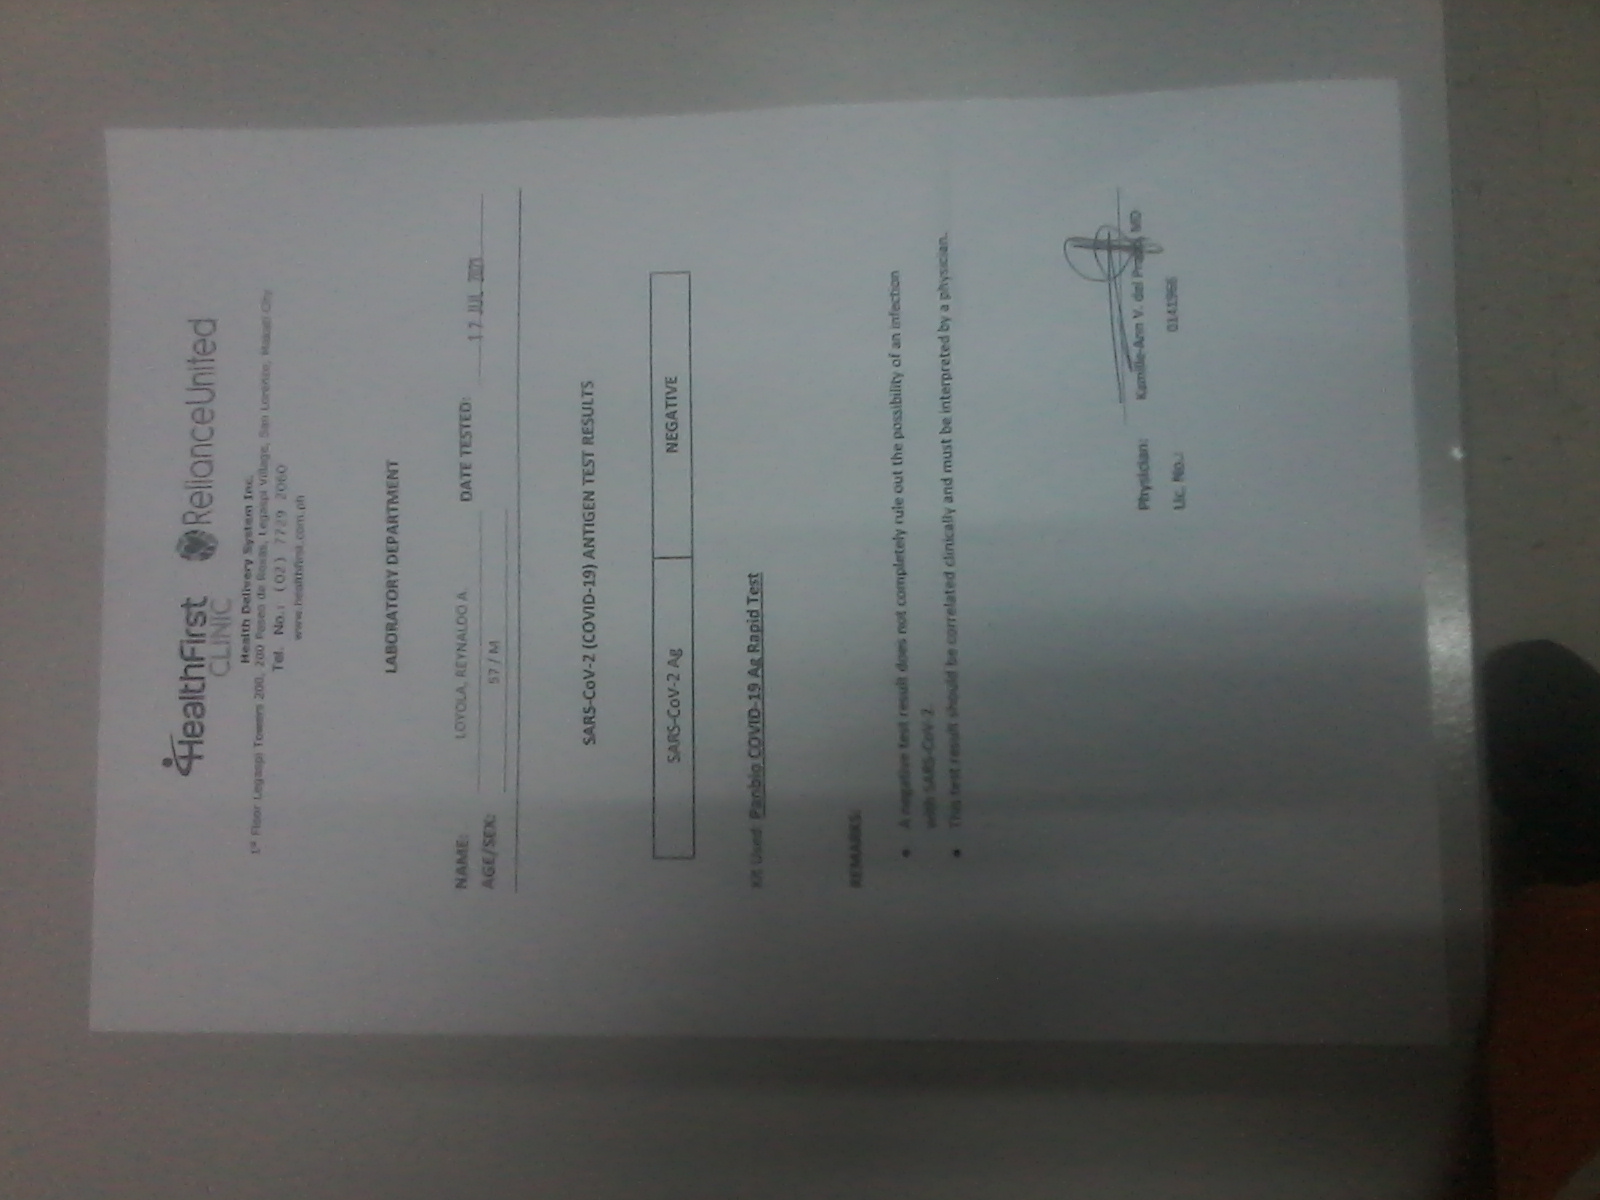 HealthFirst CLINIC RelianceUnited
Health Delivery System Inc.
1st Floor Legaspi Towers 200, 200 Paseo de Roxas, Legaspi Village, San Lorenzo, Makati City
Tel. No.: (02) 7729 2060
www.healthfirst.com.ph
LABORATORY DEPARTMENT
NAME: LOYOLA, REYNALDO A. DATE TESTED: 17 JUL 2021
AGE/SEX: 57 / M
SARS-CoV-2 (COVID-19) ANTIGEN TEST RESULTS
SARS-CoV-2 Ag NEGATIVE
Kit Used: Panbio COVID-19 Ag Rapid Test
REMARKS:
• A negative test result does not completely rule out the possibility of an infection
with SARS-CoV-2.
• This test result should be correlated clinically and must be interpreted by a physician.
Physician: Kamille-Ann V. del MD
Lic. No.: 0141966